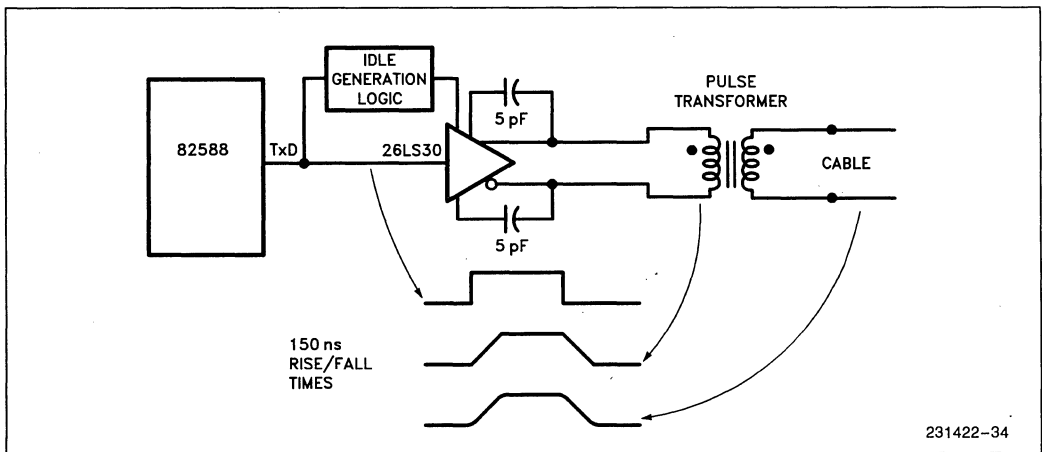 IDLE
GENERATION
LOGIC
5 pF
PULSE
TRANSFORMER
82588
TxD
26LS30
CABLE
5 pF
150 ns
RISE/FALL
TIMES
231422-34